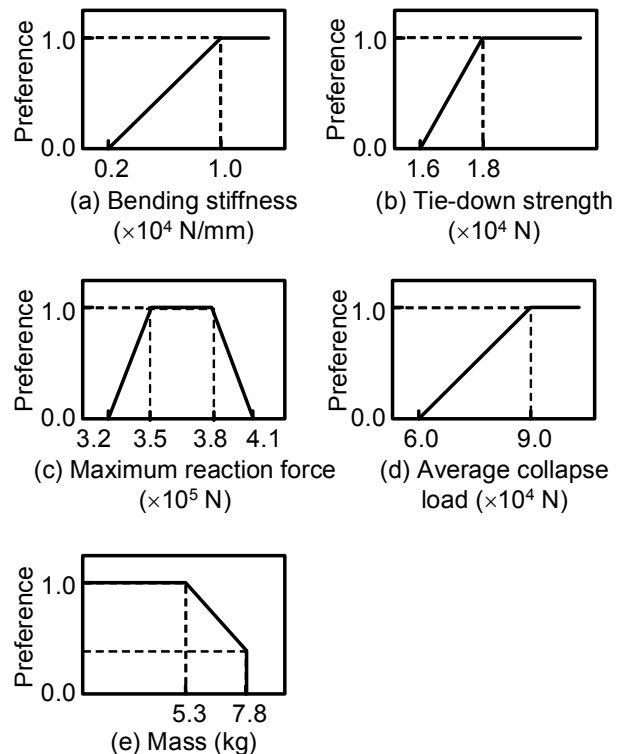 Preference
1.0
0.0
0.2 1.0
(a) Bending stiffness
(×10⁴ N/mm)
Preference
1.0
0.0
1.6 1.8
(b) Tie-down strength
(×10⁴ N)
Preference
1.0
0.0
3.2 3.5 3.8 4.1
(c) Maximum reaction force
(×10⁵ N)
Preference
1.0
0.0
6.0 9.0
(d) Average collapse
load (×10⁴ N)
Preference
1.0
0.0
5.3 7.8
(e) Mass (kg)